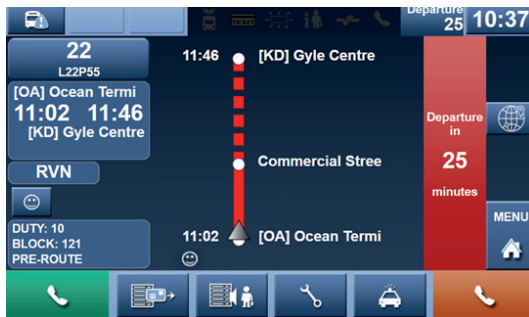 Departure
25
10:37
22
L22P55
[OA] Ocean Termi
11:02 11:46
[KD] Gyle Centre
RVN
DUTY: 10
BLOCK: 121
PRE-ROUTE
11:46 [KD] Gyle Centre
Commercial Stree
11:02 [OA] Ocean Termi
Departure
in
25
minutes
MENU